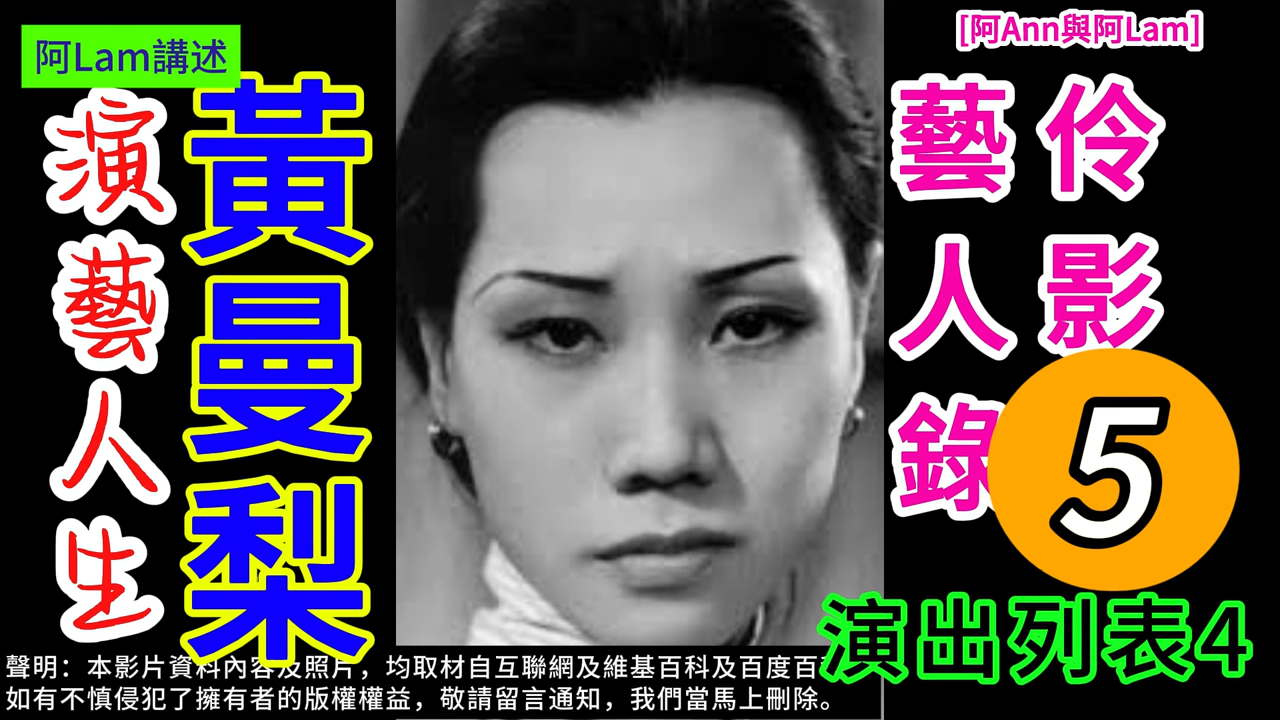 阿Lam講述
演藝人生
黃曼梨
[阿Ann與阿Lam]
伶影
藝人錄
5
演出列表4
聲明：本影片資料內容及照片，均取材自互聯網及維基百科及百度百
如有不慎侵犯了擁有者的版權權益，敬請留言通知，我們當馬上刪除。